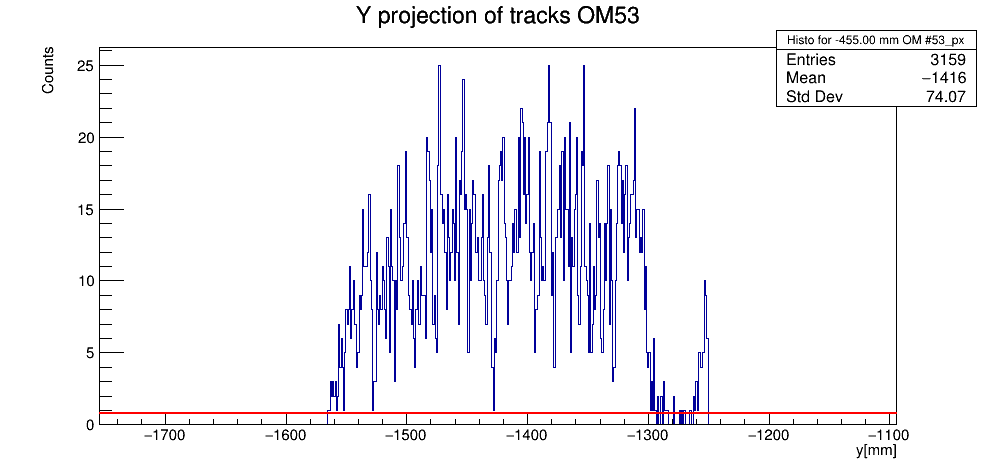 Y projection of tracks OM53
Histo for -455.00 mm OM #53_px
Entries 3159
Mean −1416
Std Dev 74.07
Counts
25
20
15
10
5
0
−1700 −1600 −1500 −1400 −1300 −1200 −1100
y[mm]